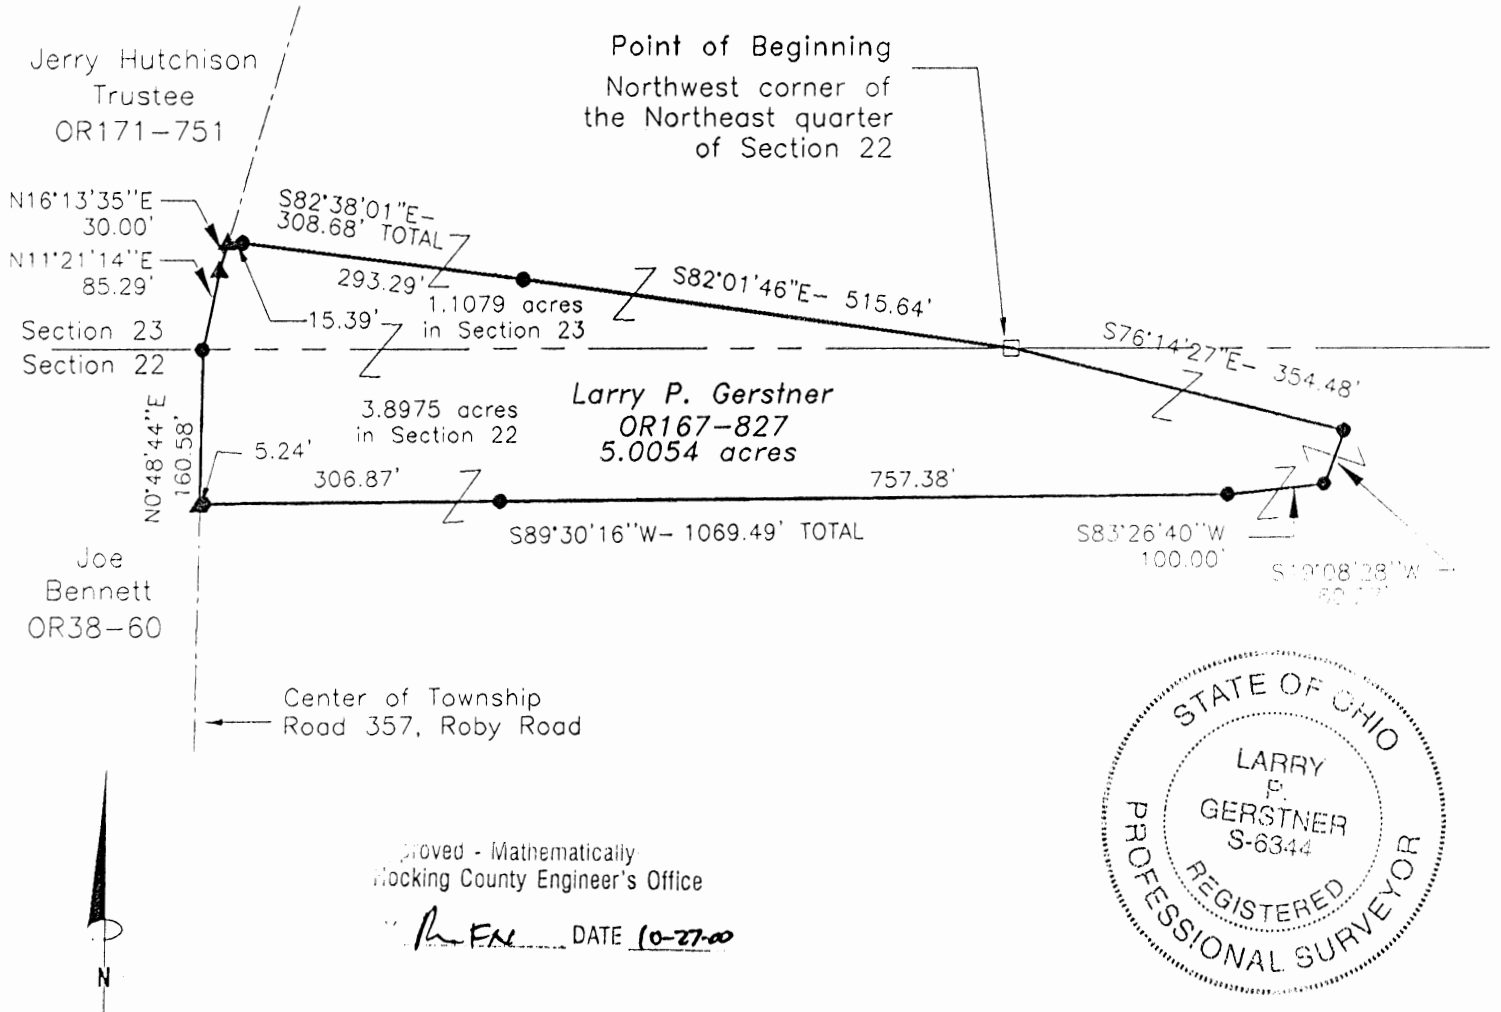 Jerry Hutchison
Trustee
OR171-751
Point of Beginning
Northwest corner of
the Northeast quarter
of Section 22
N16°13'35"E
30.00'
N11°21'14"E
85.29'
S82°38'01"E-
308.68' TOTAL
293.29'
15.39'
1.1079 acres
in Section 23
S82°01'46"E- 515.64'
S76°14'27"E- 354.48'
Section 23
Section 22
N0°48'44"E
160.58'
3.8975 acres
in Section 22
Larry P. Gerstner
OR167-827
5.0054 acres
5.24'
306.87'
757.38'
S89°30'16"W- 1069.49' TOTAL
S83°26'40"W
100.00'
Joe
Bennett
OR38-60
Center of Township
Road 357, Roby Road
Mathematically
County Engineer's Office
DATE 10-27-00
N
STATE OF OHIO
LARRY
P.
GERSTNER
S-6344
REGISTERED
PROFESSIONAL SURVEYOR